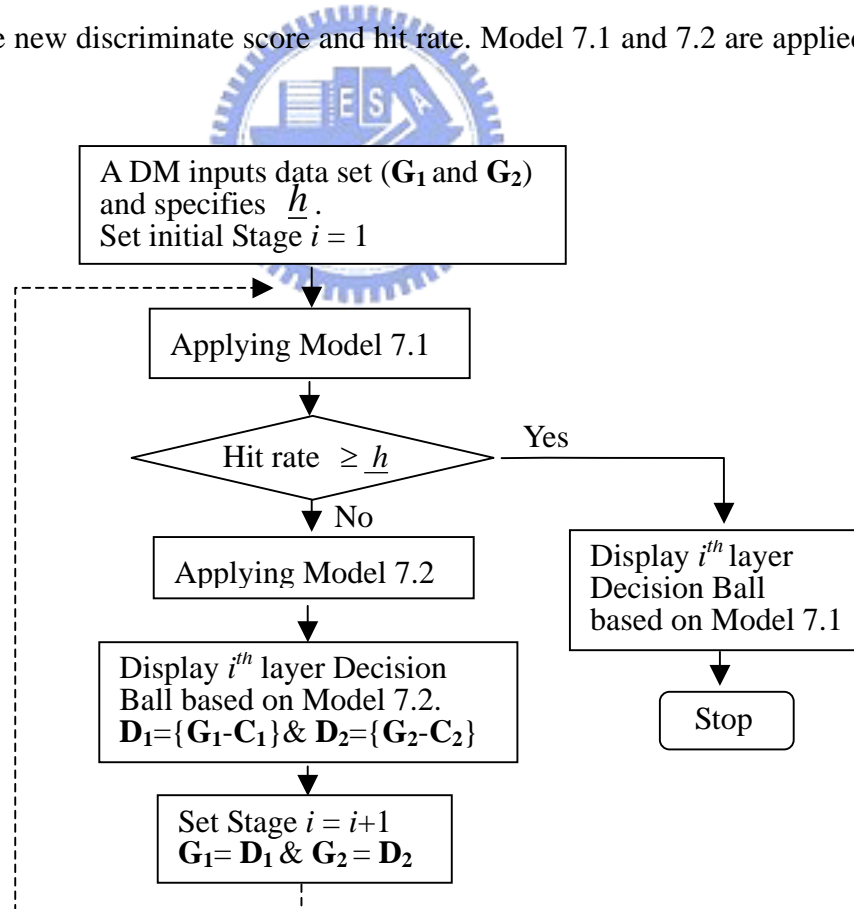 e new discriminate score and hit rate. Model 7.1 and 7.2 are applied
E S A
A DM inputs data set (G1 and G2)
and specifies h.
Set initial Stage i = 1
Applying Model 7.1
Hit rate ≥ h
Yes
No
Applying Model 7.2
Display ith layer
Decision Ball
based on Model 7.1
Display ith layer Decision
Ball based on Model 7.2.
D1={G1-C1}& D2={G2-C2}
Stop
Set Stage i = i+1
G1= D1 & G2 = D2